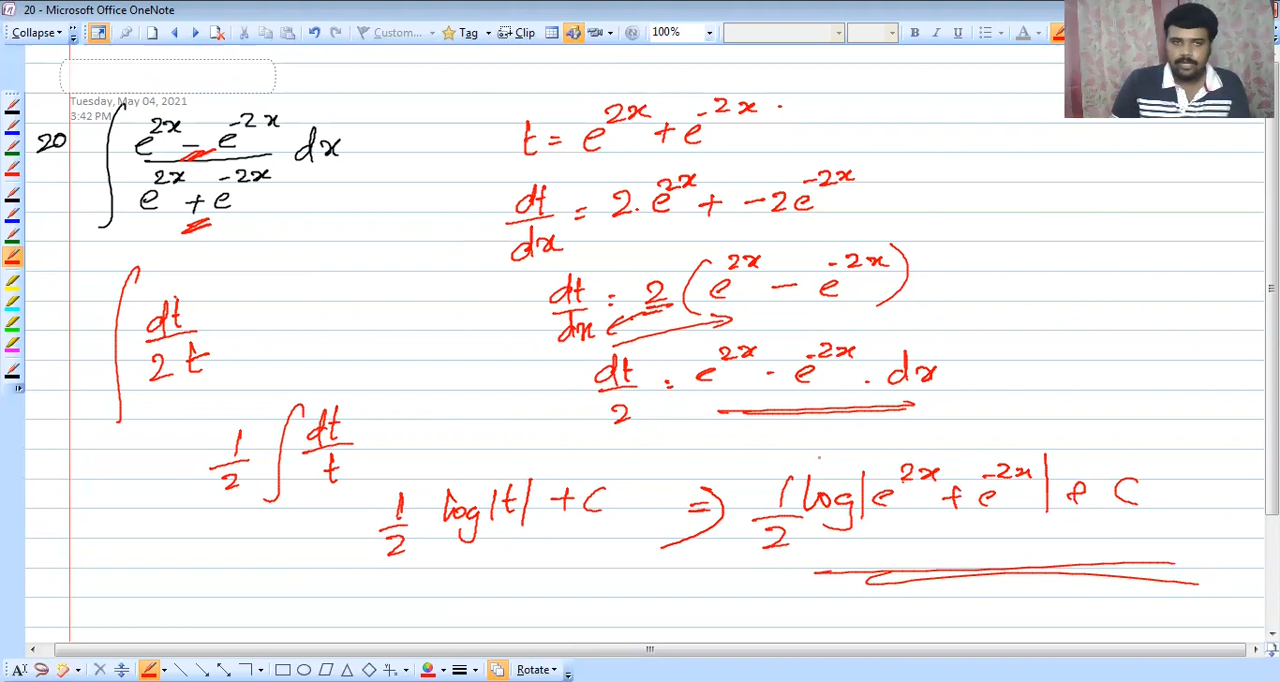 20 - Microsoft Office OneNote
Collapse Custom... Tag Clip 100% B I U A
Tuesday, May 04, 2021
3:42 PM
20 ∫ (e^{2x} - e^{-2x}) / (e^{2x} + e^{-2x}) dx
t = e^{2x} + e^{-2x} .
dt/dx = 2. e^{2x} + -2e^{-2x}
dt/dx = 2 (e^{2x} - e^{-2x})
∫ dt / 2t
dt/2 = e^{2x} - e^{-2x} . dx
1/2 ∫ dt/t
1/2 log|t| + C ⇒ 1/2 log|e^{2x} + e^{-2x}| + C
Rotate